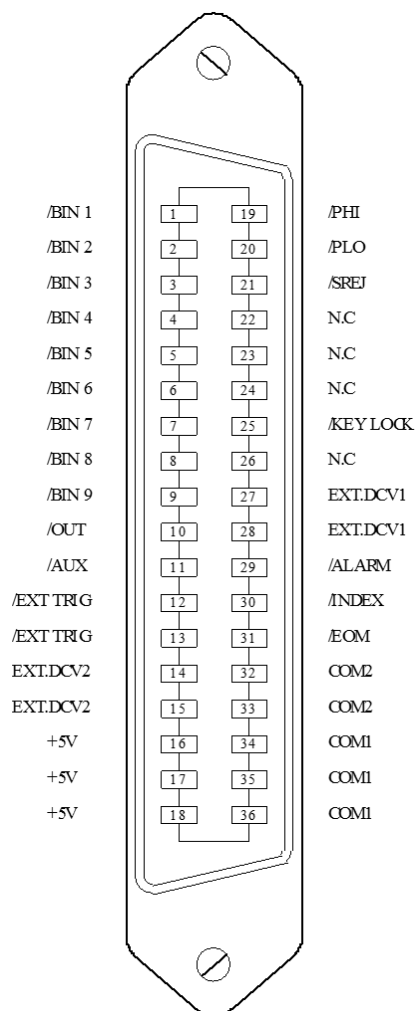 /BIN 1 1 19 /PHI
/BIN 2 2 20 /PLO
/BIN 3 3 21 /SREJ
/BIN 4 4 22 N.C
/BIN 5 5 23 N.C
/BIN 6 6 24 N.C
/BIN 7 7 25 /KEY LOCK
/BIN 8 8 26 N.C
/BIN 9 9 27 EXT.DCV1
/OUT 10 28 EXT.DCV1
/AUX 11 29 /ALARM
/EXT TRIG 12 30 /INDEX
/EXT TRIG 13 31 /EOM
EXT.DCV2 14 32 COM2
EXT.DCV2 15 33 COM2
+5V 16 34 COM1
+5V 17 35 COM1
+5V 18 36 COM1